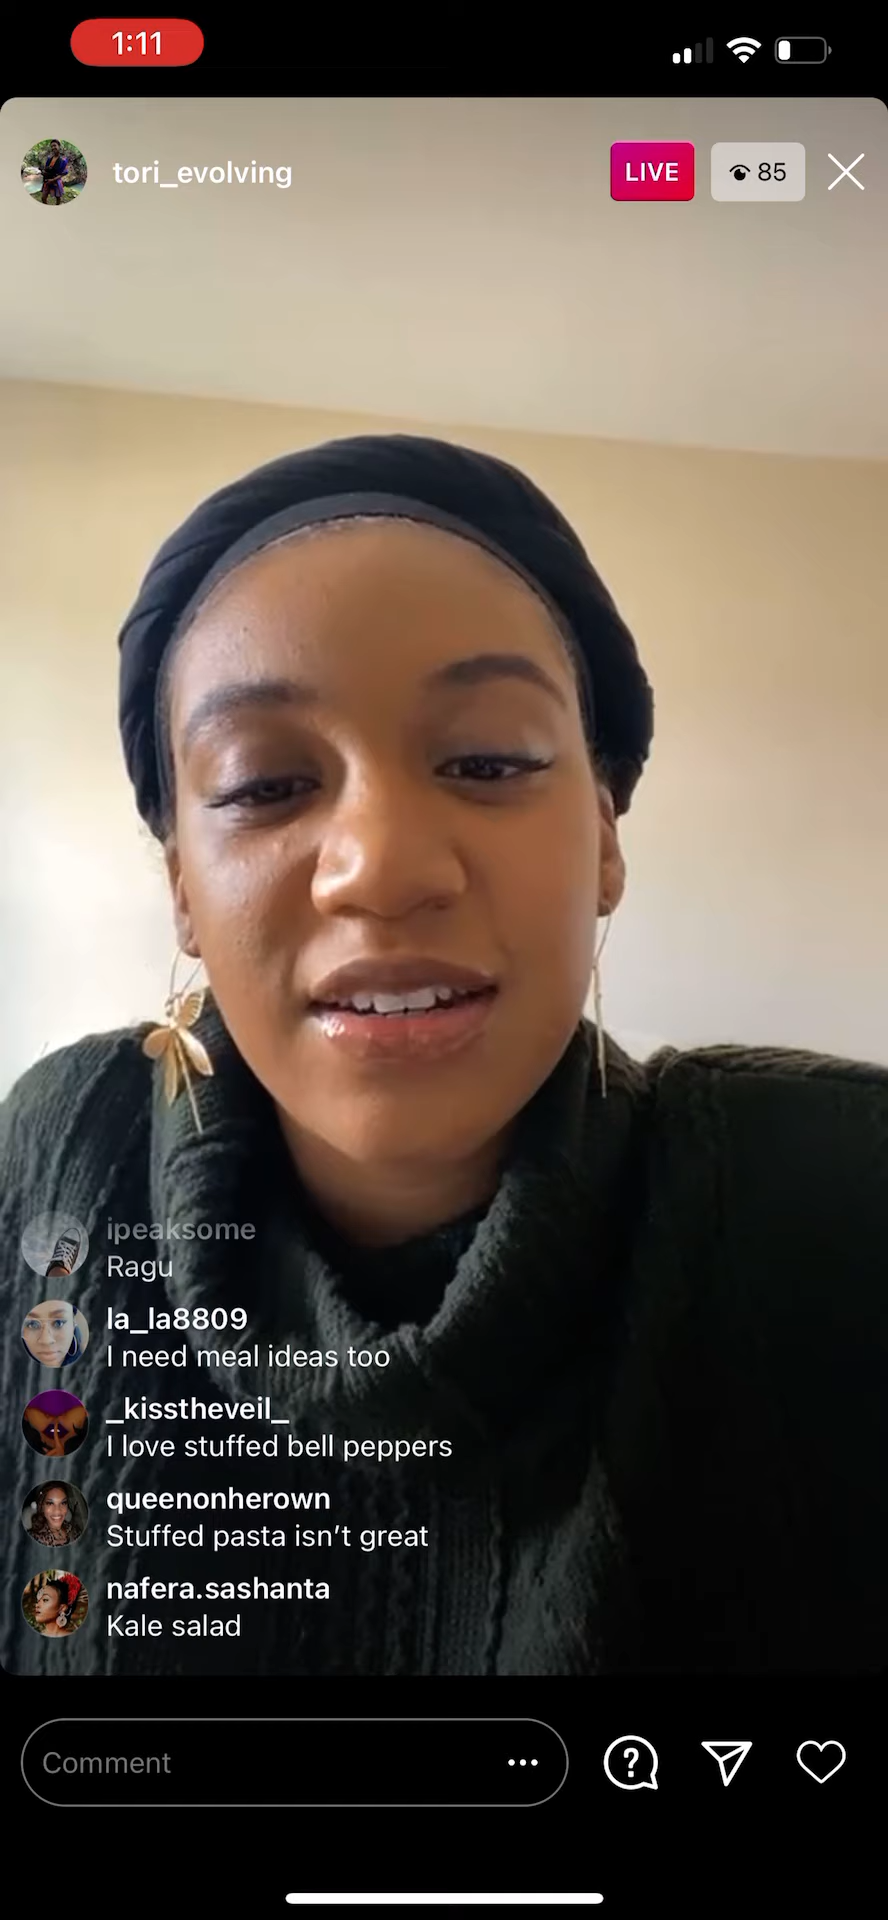 1:11
tori_evolving
LIVE
85
ipeaksome
Ragu
la_la8809
I need meal ideas too
_kisstheveil_
I love stuffed bell peppers
queenonherown
Stuffed pasta isn't great
nafera.sashanta
Kale salad
Comment